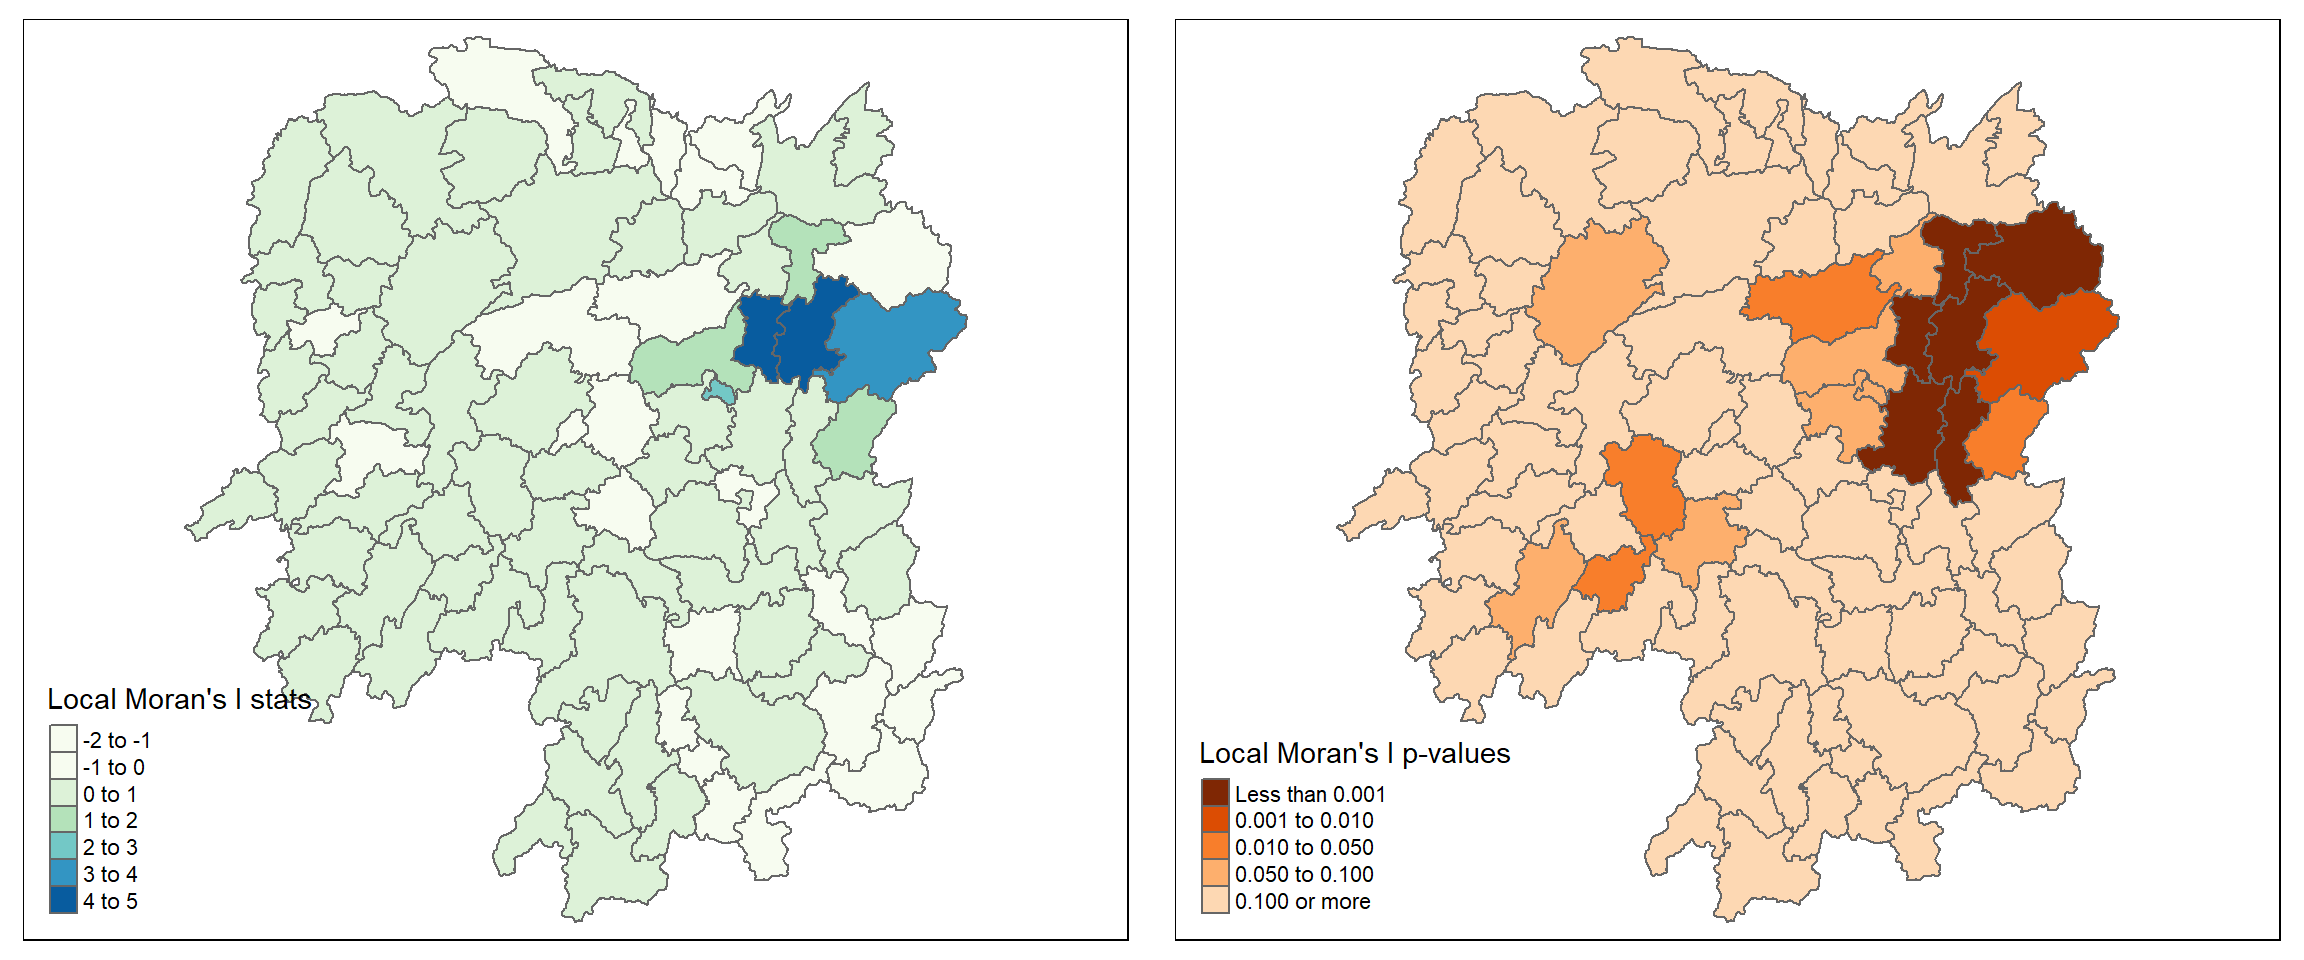 Local Moran's I stats
-2 to -1
-1 to 0
0 to 1
1 to 2
2 to 3
3 to 4
4 to 5
Local Moran's I p-values
Less than 0.001
0.001 to 0.010
0.010 to 0.050
0.050 to 0.100
0.100 or more